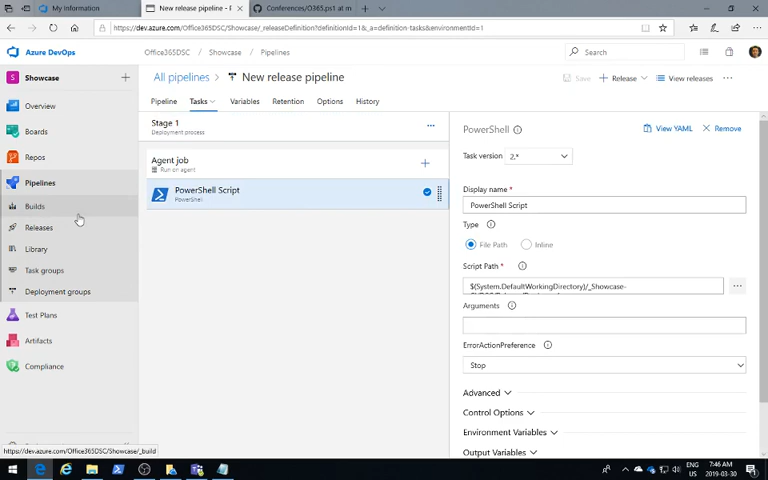 My Information
New release pipeline - P
Conferences/O365.ps1 at m
https://dev.azure.com/Office365DSC/Showcase/_releaseDefinition?definitionId=1&_a=definition-tasks&environmentId=1
Azure DevOps
Office365DSC / Showcase / Pipelines
Search
S Showcase
All pipelines > New release pipeline
Save
Release
View releases
Pipeline
Tasks
Variables
Retention
Options
History
Overview
Boards
Repos
Pipelines
Builds
Releases
Library
Task groups
Deployment groups
Test Plans
Artifacts
Compliance
Stage 1
Deployment process
Agent job
Run on agent
PowerShell Script
PowerShell
PowerShell
View YAML
Remove
Task version 2.*
Display name *
PowerShell Script
Type
File Path
Inline
Script Path *
$(System.DefaultWorkingDirectory)/_Showcase-
Arguments
ErrorActionPreference
Stop
Advanced
Control Options
Environment Variables
Output Variables
https://dev.azure.com/Office365DSC/Showcase/_build
ENG
US
7:46 AM
2019-03-30